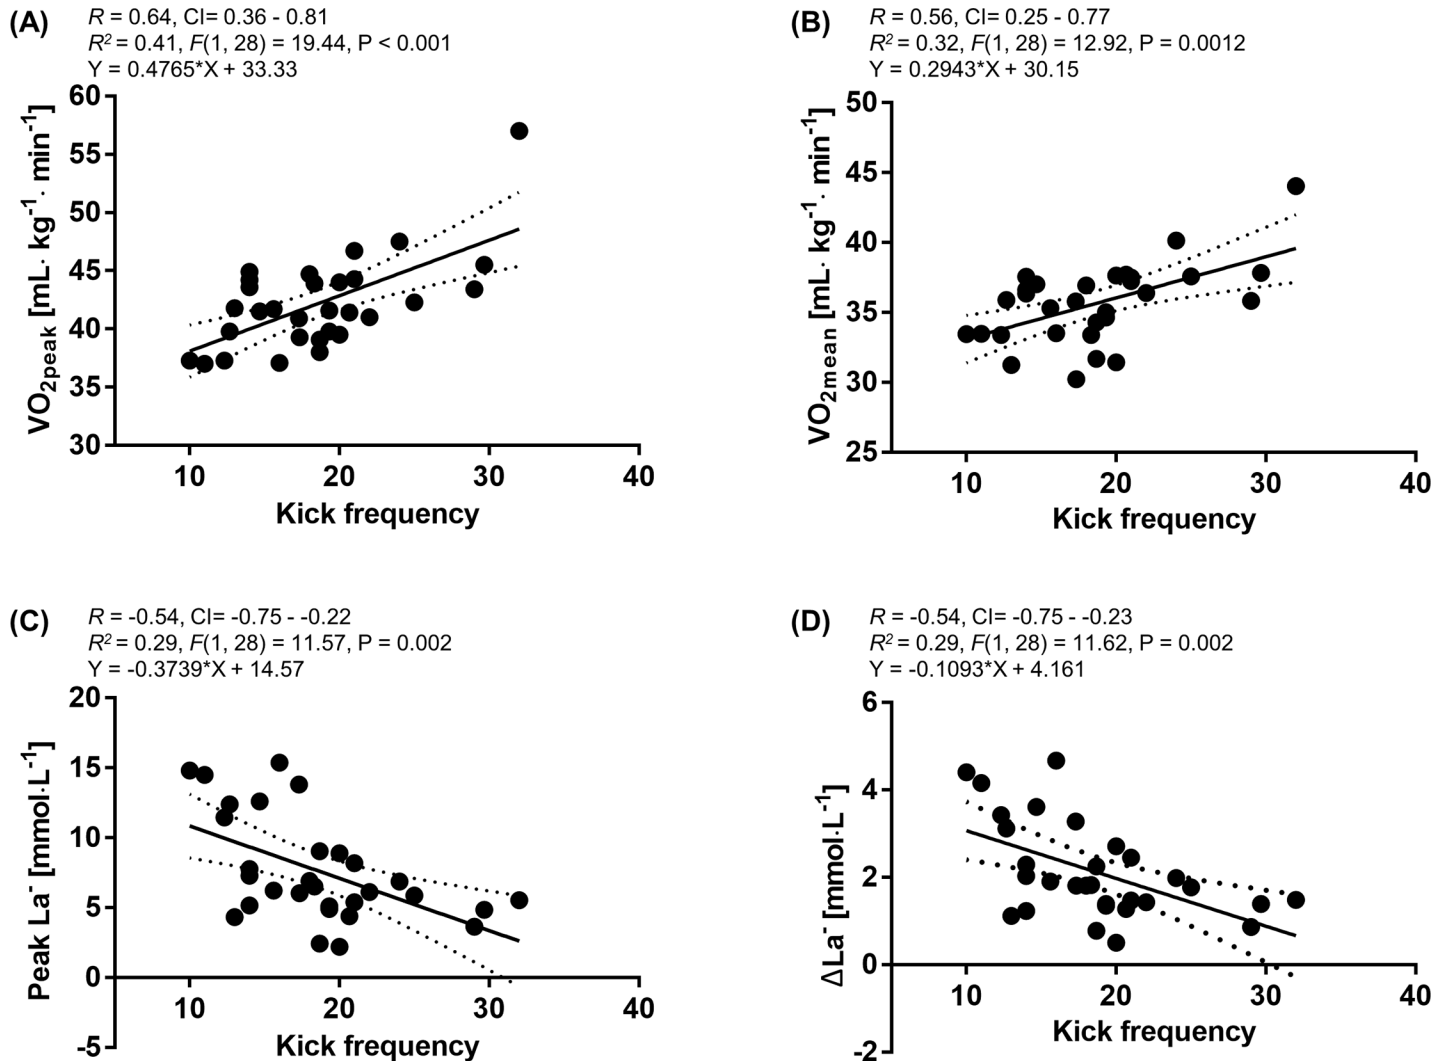 (A)
R = 0.64, CI= 0.36 - 0.81
R² = 0.41, F(1, 28) = 19.44, P < 0.001
Y = 0.4765*X + 33.33
60
55
50
45
40
35
30
VO₂peak [mL· kg⁻¹· min⁻¹]
10 20 30 40
Kick frequency
(B)
R = 0.56, CI= 0.25 - 0.77
R² = 0.32, F(1, 28) = 12.92, P = 0.0012
Y = 0.2943*X + 30.15
50
45
40
35
30
25
VO₂mean [mL· kg⁻¹· min⁻¹]
10 20 30 40
Kick frequency
(C)
R = -0.54, CI= -0.75 - -0.22
R² = 0.29, F(1, 28) = 11.57, P = 0.002
Y = -0.3739*X + 14.57
20
15
10
5
0
-5
Peak La⁻ [mmol·L⁻¹]
10 20 30 40
Kick frequency
(D)
R = -0.54, CI= -0.75 - -0.23
R² = 0.29, F(1, 28) = 11.62, P = 0.002
Y = -0.1093*X + 4.161
6
4
2
0
-2
ΔLa⁻ [mmol·L⁻¹]
10 20 30 40
Kick frequency